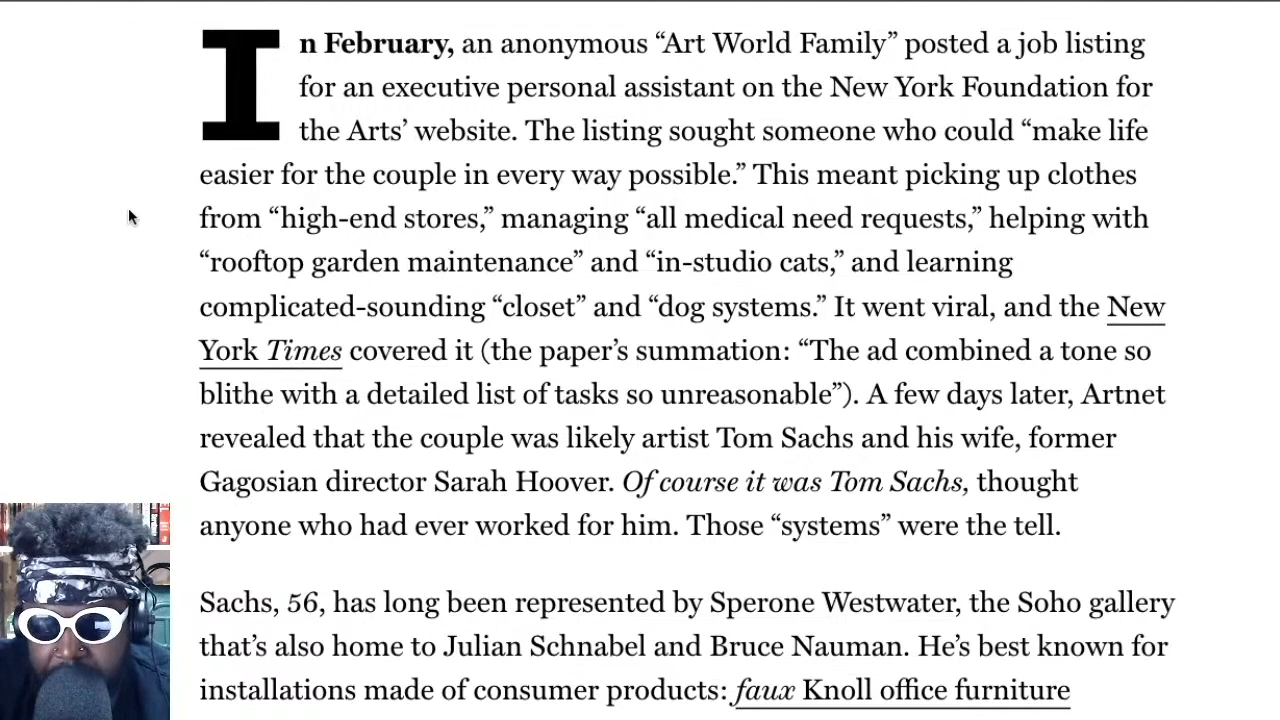 In February, an anonymous “Art World Family” posted a job listing
for an executive personal assistant on the New York Foundation for
the Arts’ website. The listing sought someone who could “make life
easier for the couple in every way possible.” This meant picking up clothes
from “high-end stores,” managing “all medical need requests,” helping with
“rooftop garden maintenance” and “in-studio cats,” and learning
complicated-sounding “closet” and “dog systems.” It went viral, and the New
York Times covered it (the paper’s summation: “The ad combined a tone so
blithe with a detailed list of tasks so unreasonable”). A few days later, Artnet
revealed that the couple was likely artist Tom Sachs and his wife, former
Gagosian director Sarah Hoover. Of course it was Tom Sachs, thought
anyone who had ever worked for him. Those “systems” were the tell.
Sachs, 56, has long been represented by Sperone Westwater, the Soho gallery
that’s also home to Julian Schnabel and Bruce Nauman. He’s best known for
installations made of consumer products: faux Knoll office furniture